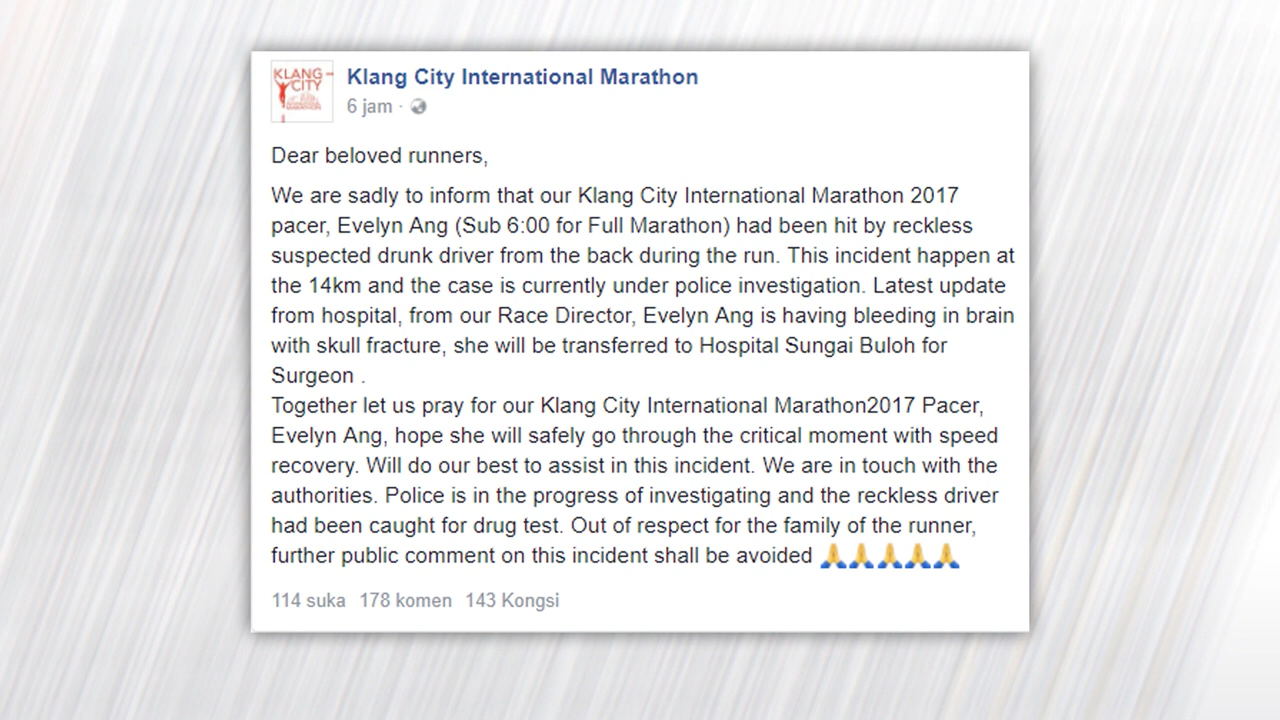 KLANG
CITY
INTERNATIONAL
MARATHON
Klang City International Marathon
6 jam ·
Dear beloved runners,
We are sadly to inform that our Klang City International Marathon 2017
pacer, Evelyn Ang (Sub 6:00 for Full Marathon) had been hit by reckless
suspected drunk driver from the back during the run. This incident happen at
the 14km and the case is currently under police investigation. Latest update
from hospital, from our Race Director, Evelyn Ang is having bleeding in brain
with skull fracture, she will be transferred to Hospital Sungai Buloh for
Surgeon .
Together let us pray for our Klang City International Marathon2017 Pacer,
Evelyn Ang, hope she will safely go through the critical moment with speed
recovery. Will do our best to assist in this incident. We are in touch with the
authorities. Police is in the progress of investigating and the reckless driver
had been caught for drug test. Out of respect for the family of the runner,
further public comment on this incident shall be avoided 🙏🙏🙏🙏🙏
114 suka 178 komen 143 Kongsi